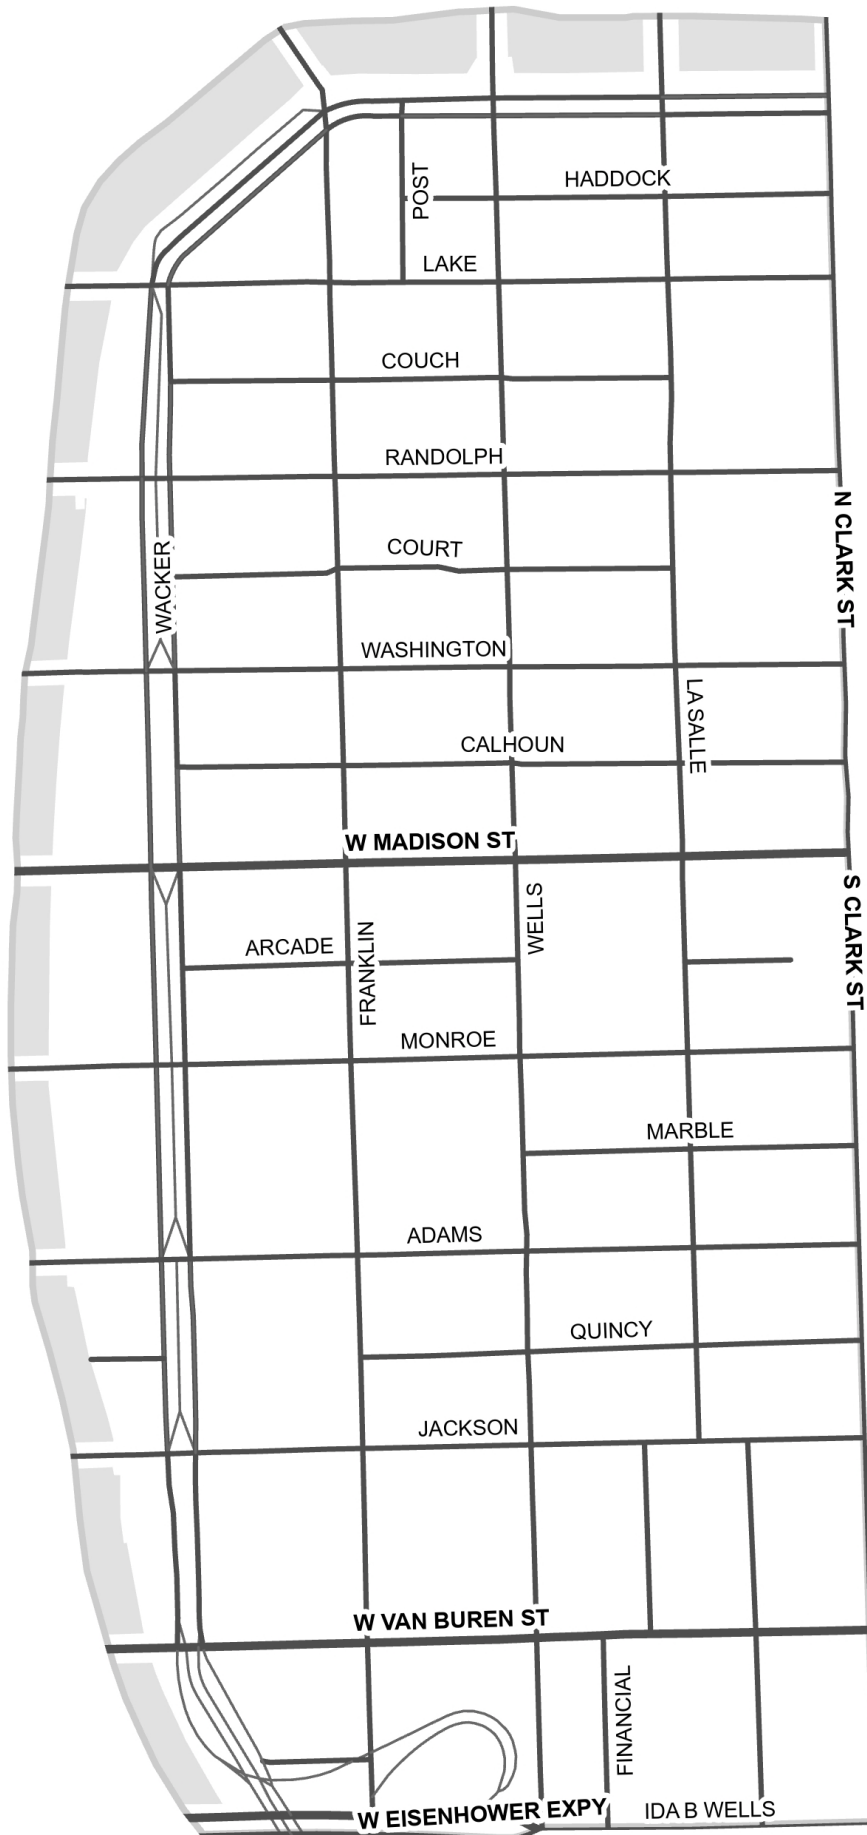 HADDOCK
POST
LAKE
COUCH
RANDOLPH
N CLARK ST
COURT
WACKER
WASHINGTON
LA SALLE
CALHOUN
W MADISON ST
S CLARK ST
WELLS
ARCADE
FRANKLIN
MONROE
MARBLE
ADAMS
QUINCY
JACKSON
W VAN BUREN ST
FINANCIAL
W EISENHOWER EXPY
IDA B WELLS